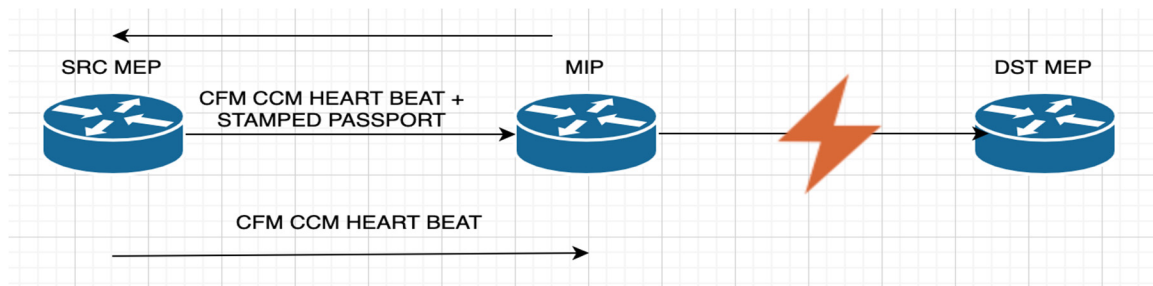 SRC MEP
MIP
DST MEP
CFM CCM HEART BEAT +
STAMPED PASSPORT
CFM CCM HEART BEAT